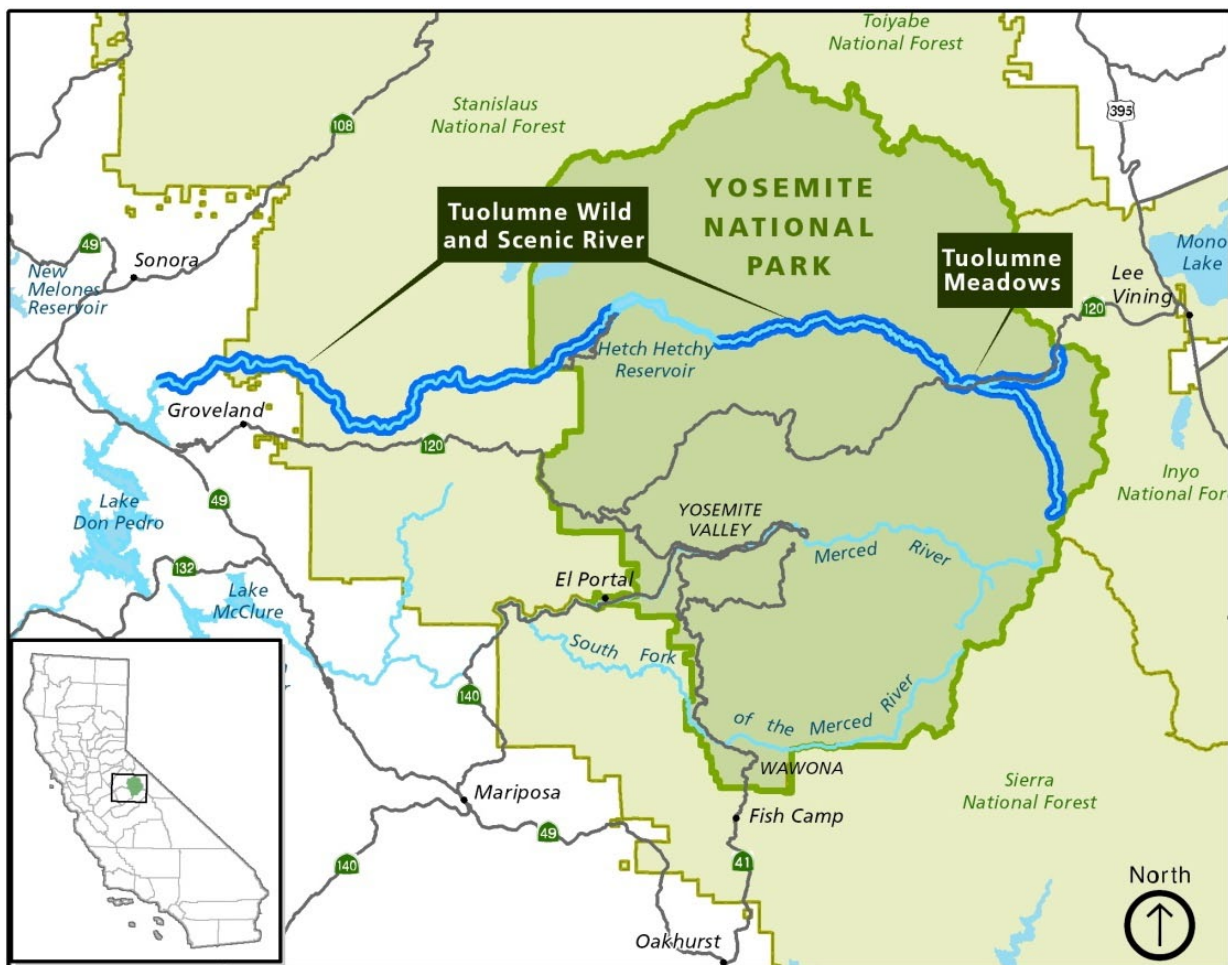 Toiyabe
National Forest
Stanislaus
National Forest
108
395
YOSEMITE
NATIONAL
PARK
Tuolumne Wild
and Scenic River
Tuolumne
Meadows
Mono
Lake
Lee
Vining
120
49
Sonora
New
Melones
Reservoir
Hetch Hetchy
Reservoir
Groveland
120
Inyo
National Fore
49
Lake
Don Pedro
YOSEMITE
VALLEY
Merced River
132
El Portal
Lake
McClure
South Fork
of the Merced River
140
WAWONA
Sierra
National Forest
Mariposa
Fish Camp
49
140
41
North
Oakhurst